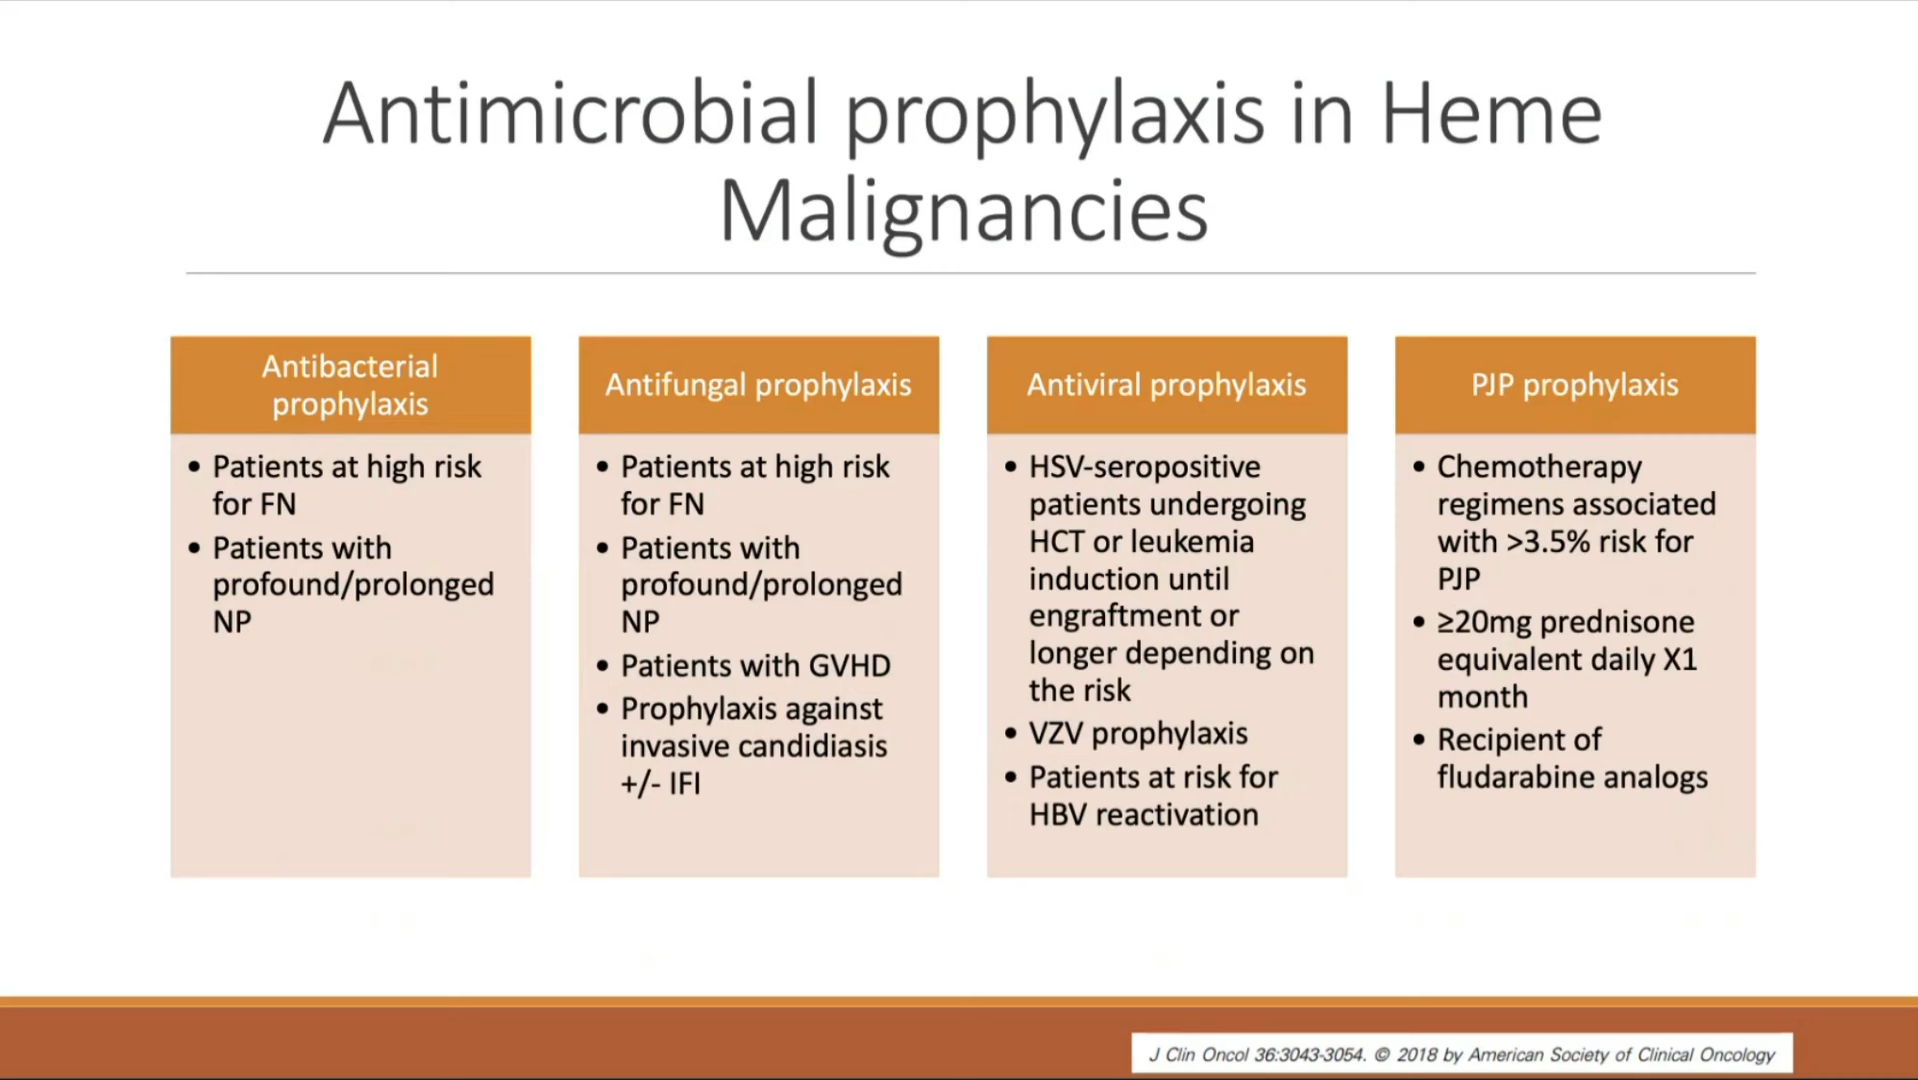 Antimicrobial prophylaxis in Heme
Malignancies
Antibacterial
prophylaxis
• Patients at high risk
for FN
• Patients with
profound/prolonged
NP
Antifungal prophylaxis
• Patients at high risk
for FN
• Patients with
profound/prolonged
NP
• Patients with GVHD
• Prophylaxis against
invasive candidiasis
+/- IFI
Antiviral prophylaxis
• HSV-seropositive
patients undergoing
HCT or leukemia
induction until
engraftment or
longer depending on
the risk
• VZV prophylaxis
• Patients at risk for
HBV reactivation
PJP prophylaxis
• Chemotherapy
regimens associated
with >3.5% risk for
PJP
• ≥20mg prednisone
equivalent daily X1
month
• Recipient of
fludarabine analogs
J Clin Oncol 36:3043-3054. © 2018 by American Society of Clinical Oncology